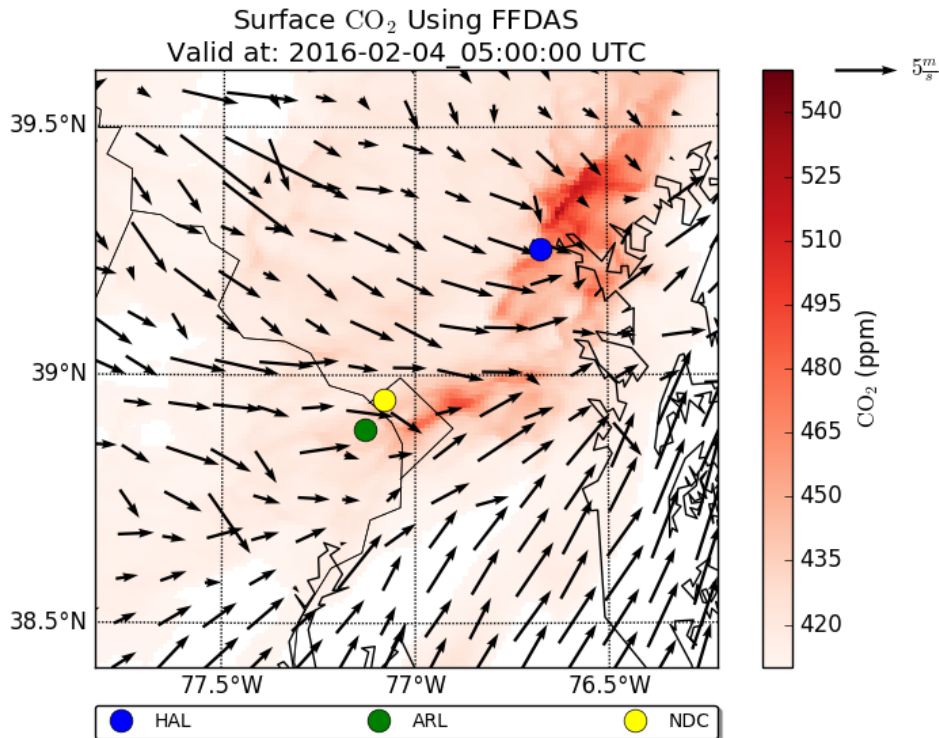 Surface CO₂ Using FFDAS
Valid at: 2016-02-04_05:00:00 UTC
5 m/s
39.5°N
39°N
38.5°N
77.5°W
77°W
76.5°W
540
525
510
495
480
465
450
435
420
CO₂ (ppm)
HAL
ARL
NDC